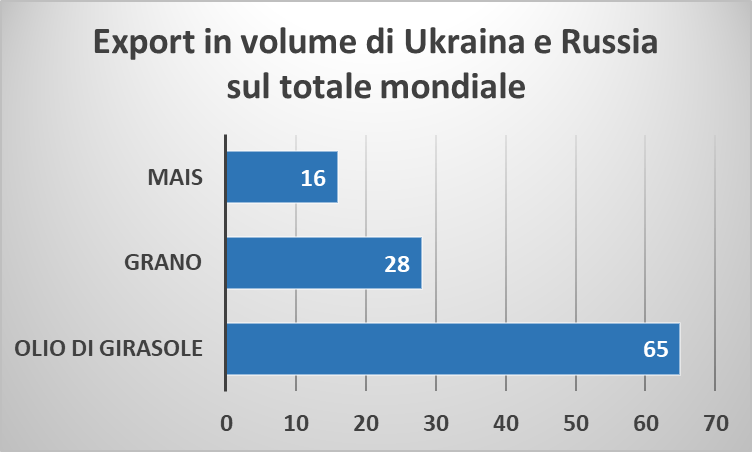 Export in volume di Ukraina e Russia
sul totale mondiale
MAIS
16
GRANO
28
OLIO DI GIRASOLE
65
0 10 20 30 40 50 60 70